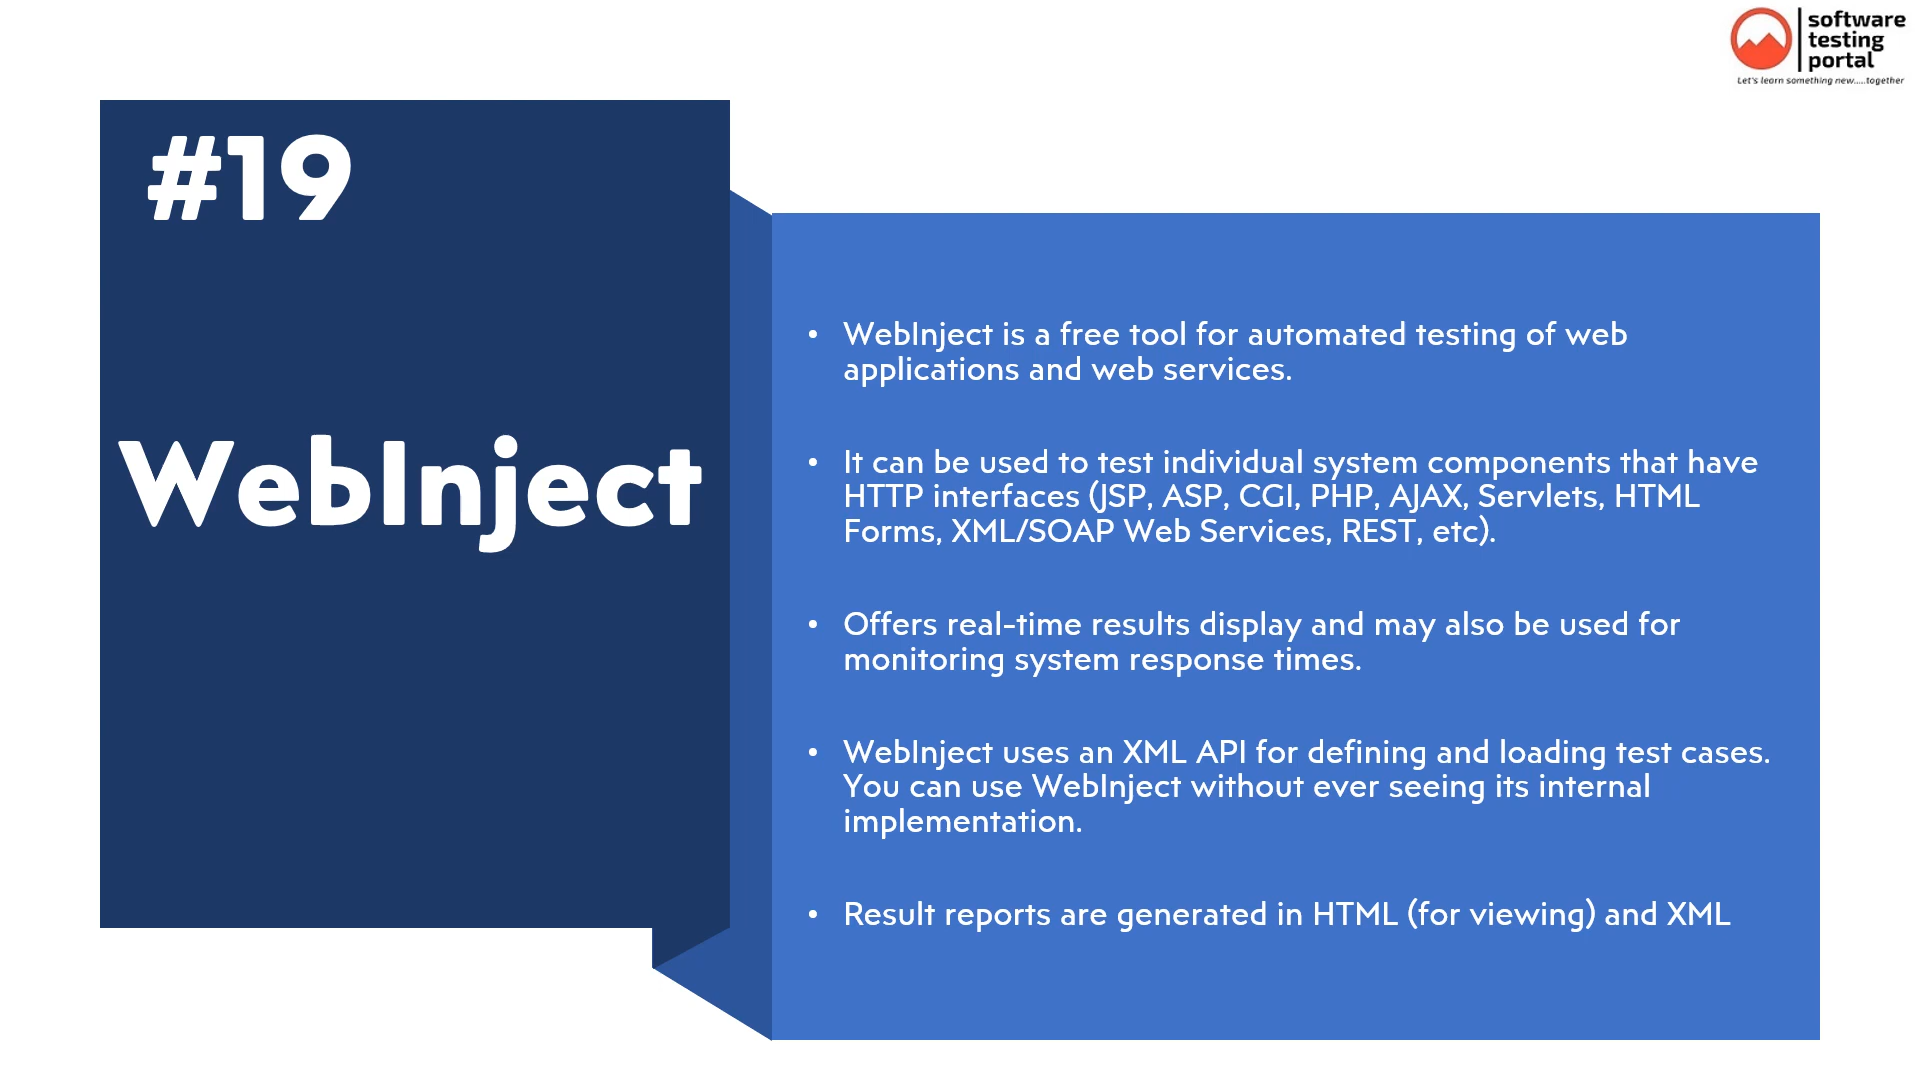 software
testing
portal
Let's learn something new.....together
#19
WebInject
• WebInject is a free tool for automated testing of web
applications and web services.
• It can be used to test individual system components that have
HTTP interfaces (JSP, ASP, CGI, PHP, AJAX, Servlets, HTML
Forms, XML/SOAP Web Services, REST, etc).
• Offers real-time results display and may also be used for
monitoring system response times.
• WebInject uses an XML API for defining and loading test cases.
You can use WebInject without ever seeing its internal
implementation.
• Result reports are generated in HTML (for viewing) and XML